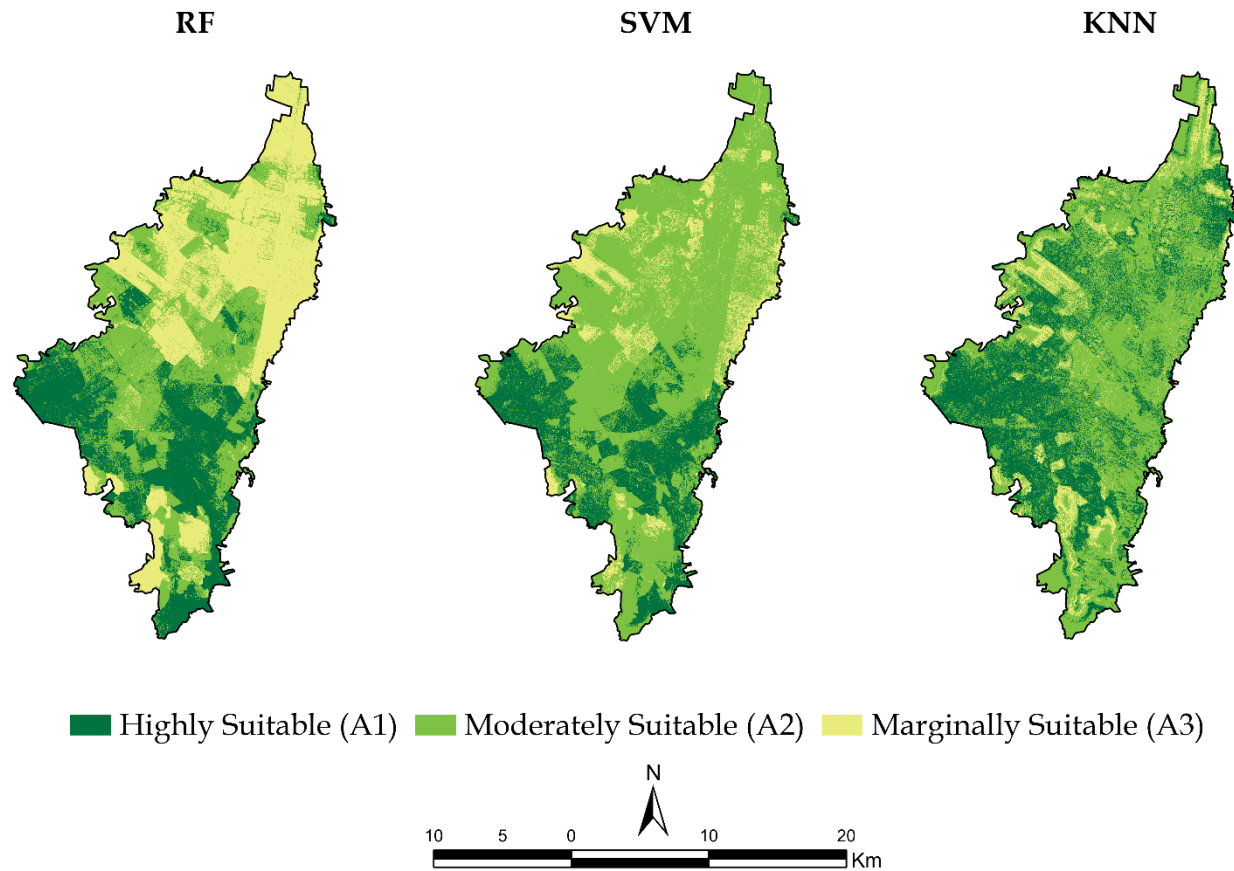 RF SVM KNN
Highly Suitable (A1) Moderately Suitable (A2) Marginally Suitable (A3)
N
10 5 0 10 20
Km